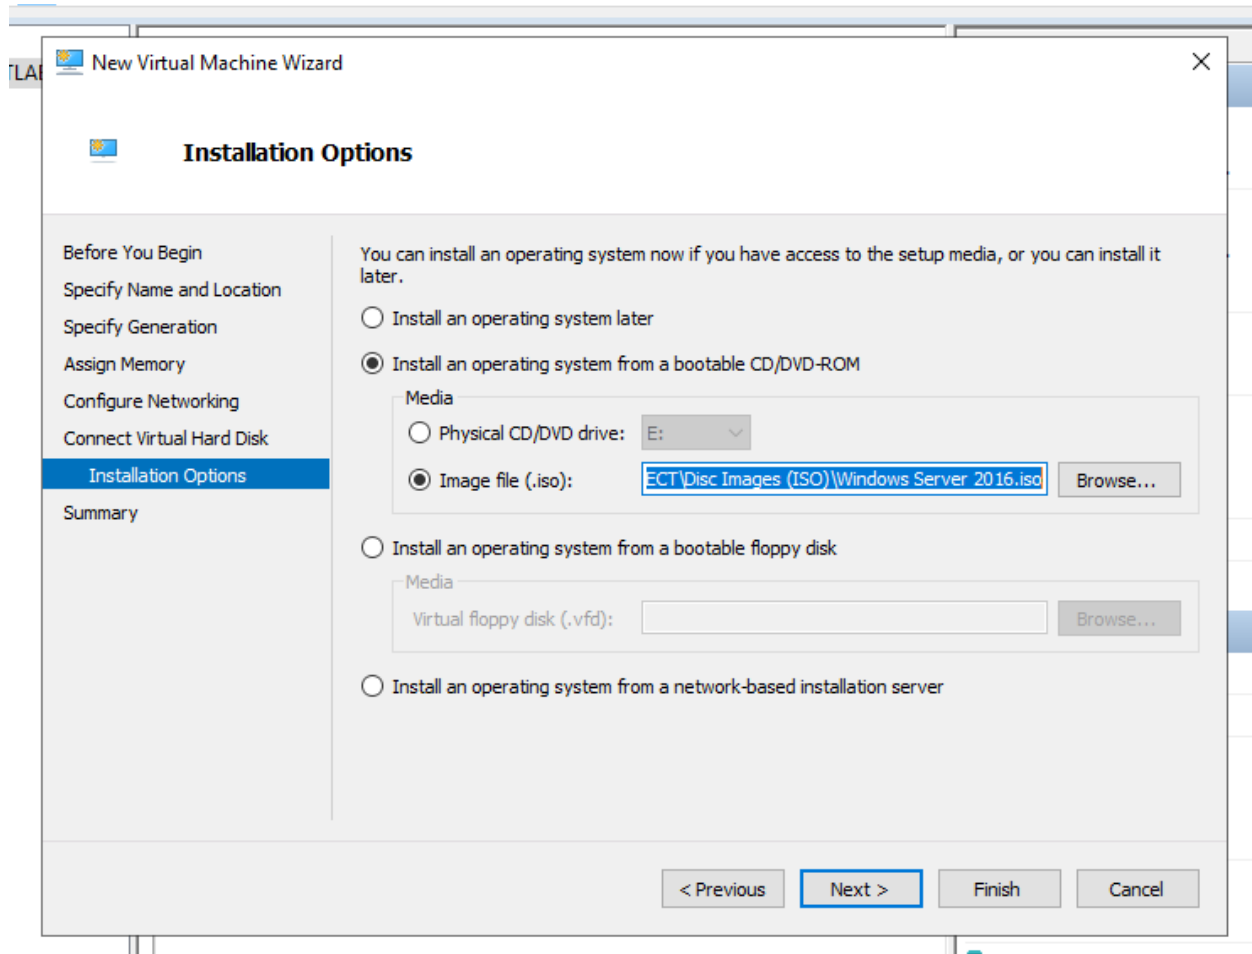 New Virtual Machine Wizard
Installation Options
Before You Begin
Specify Name and Location
Specify Generation
Assign Memory
Configure Networking
Connect Virtual Hard Disk
Installation Options
Summary
You can install an operating system now if you have access to the setup media, or you can install it
later.
Install an operating system later
Install an operating system from a bootable CD/DVD-ROM
Media
Physical CD/DVD drive: E:
Image file (.iso): ECT\Disc Images (ISO)\Windows Server 2016.iso Browse...
Install an operating system from a bootable floppy disk
Media
Virtual floppy disk (.vfd): Browse...
Install an operating system from a network-based installation server
< Previous Next > Finish Cancel